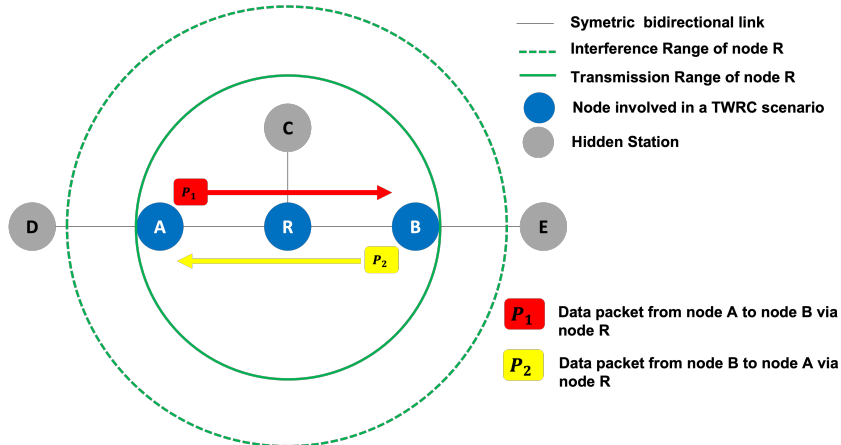 Symetric bidirectional link
Interference Range of node R
Transmission Range of node R
Node involved in a TWRC scenario
Hidden Station
C
P1
D
A
R
B
E
P2
P1
Data packet from node A to node B via
node R
P2
Data packet from node B to node A via
node R